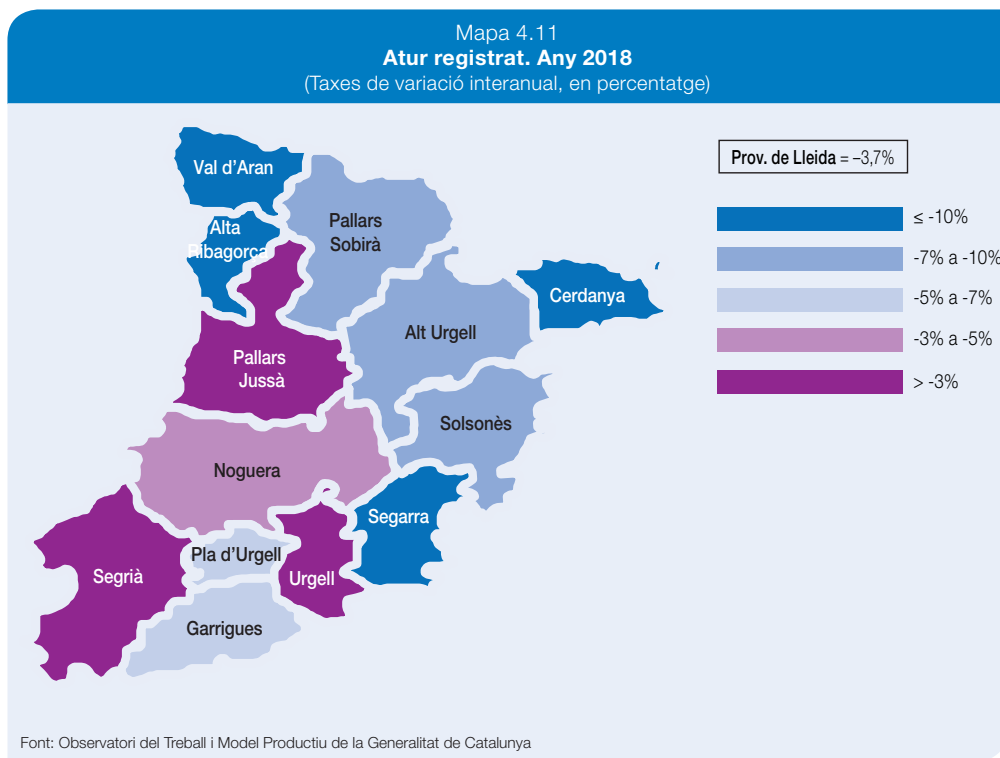 Mapa 4.11
Atur registrat. Any 2018
(Taxes de variació interanual, en percentatge)
Prov. de Lleida = –3,7%
≤ -10%
-7% a -10%
-5% a -7%
-3% a -5%
> -3%
Val d'Aran
Alta
Ribagorça
Pallars
Sobirà
Cerdanya
Alt Urgell
Pallars
Jussà
Solsonès
Noguera
Segarra
Pla d'Urgell
Segrià
Urgell
Garrigues
Font: Observatori del Treball i Model Productiu de la Generalitat de Catalunya